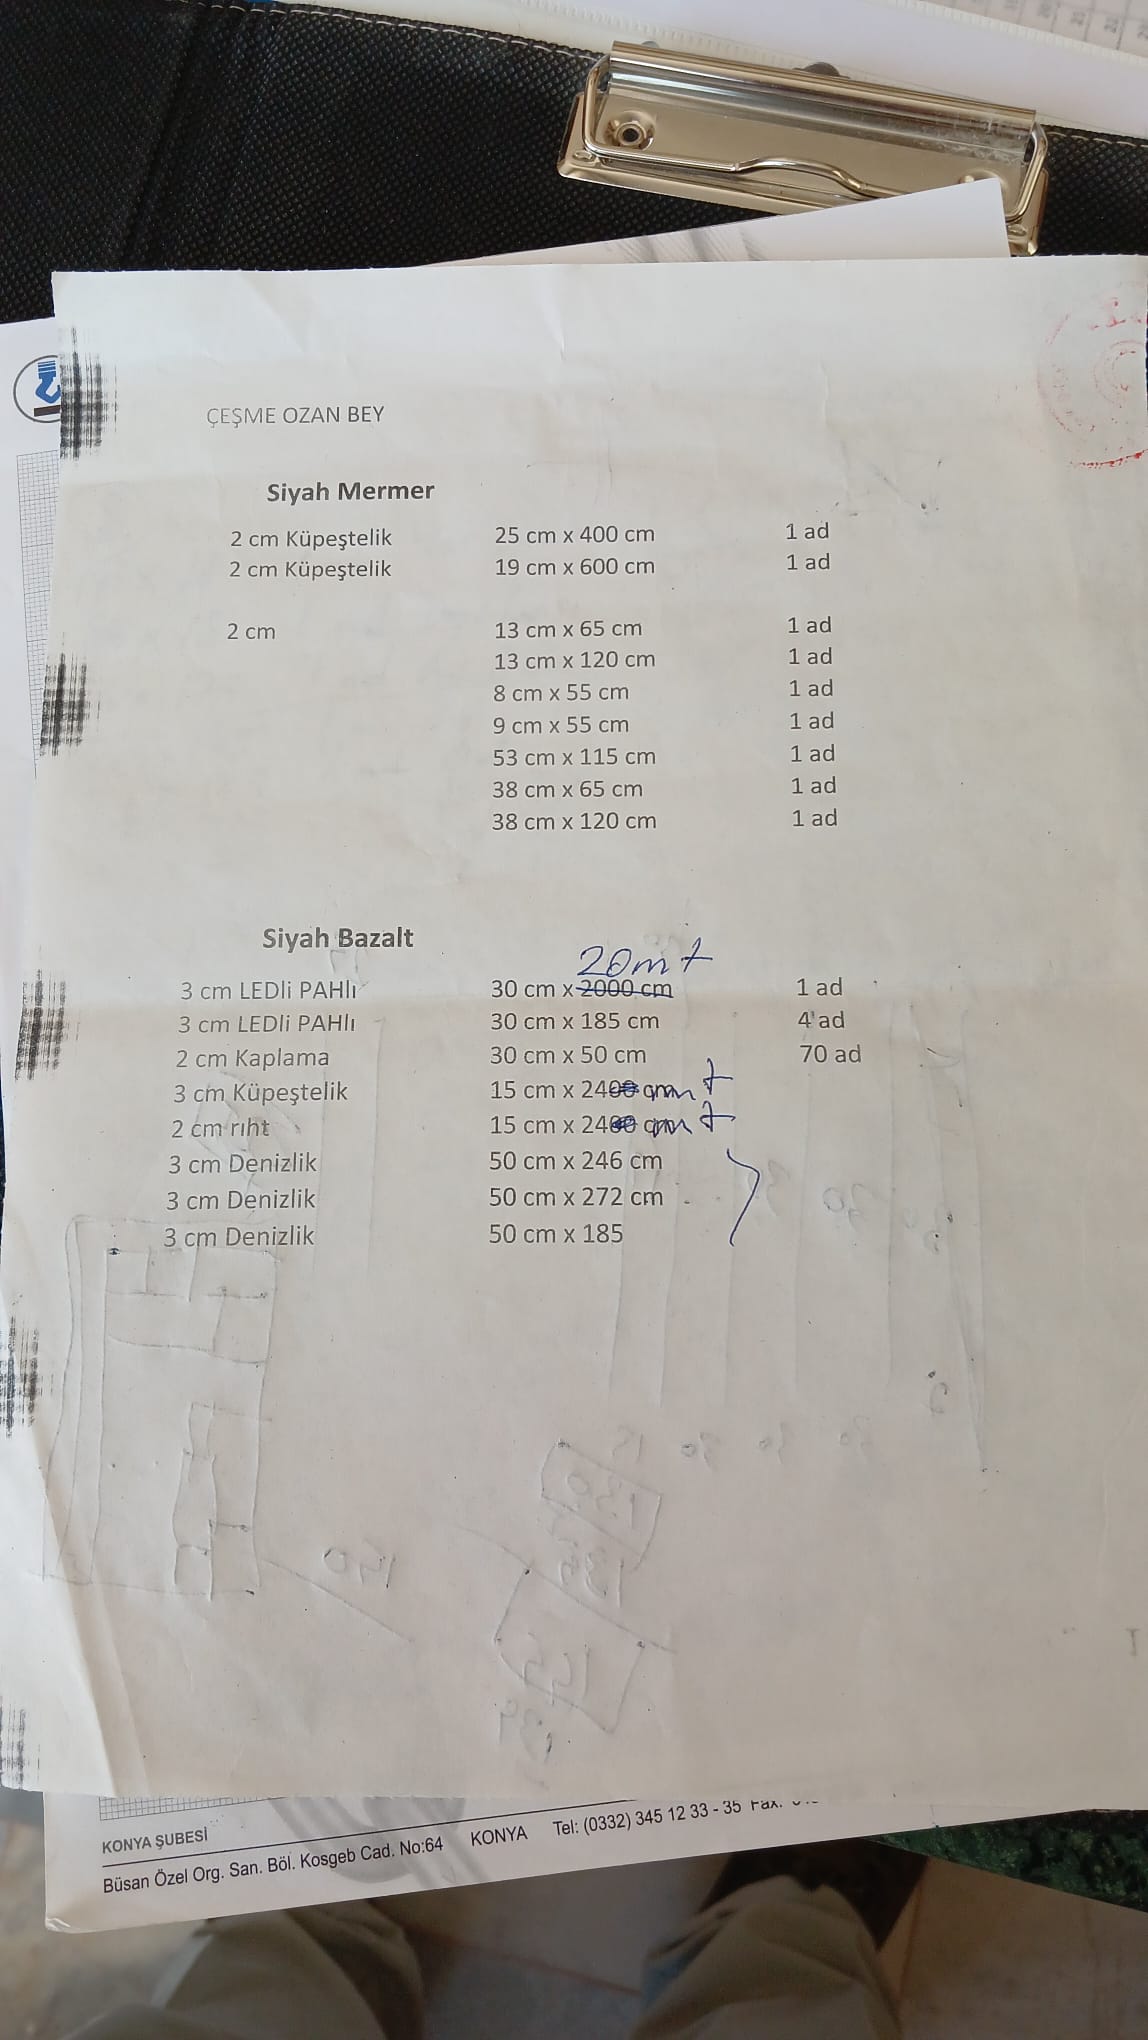 ÇEŞME OZAN BEY
Siyah Mermer
2 cm Küpeştelik 25 cm x 400 cm 1 ad
2 cm Küpeştelik 19 cm x 600 cm 1 ad
2 cm 13 cm x 65 cm 1 ad
13 cm x 120 cm 1 ad
8 cm x 55 cm 1 ad
9 cm x 55 cm 1 ad
53 cm x 115 cm 1 ad
38 cm x 65 cm 1 ad
38 cm x 120 cm 1 ad
Siyah Bazalt
20mt
3 cm LEDli PAHlı 30 cm x 2000 cm 1 ad
3 cm LEDli PAHlı 30 cm x 185 cm 4 ad
2 cm Kaplama 30 cm x 50 cm 70 ad
3 cm Küpeştelik 15 cm x 24 mt
2 cm rıht 15 cm x 24 mt
3 cm Denizlik 50 cm x 246 cm
3 cm Denizlik 50 cm x 272 cm
3 cm Denizlik 50 cm x 185
KONYA ŞUBESİ
Büsan Özel Org. San. Böl. Kosgeb Cad. No:64 KONYA Tel: (0332) 345 12 33 - 35 Fax: